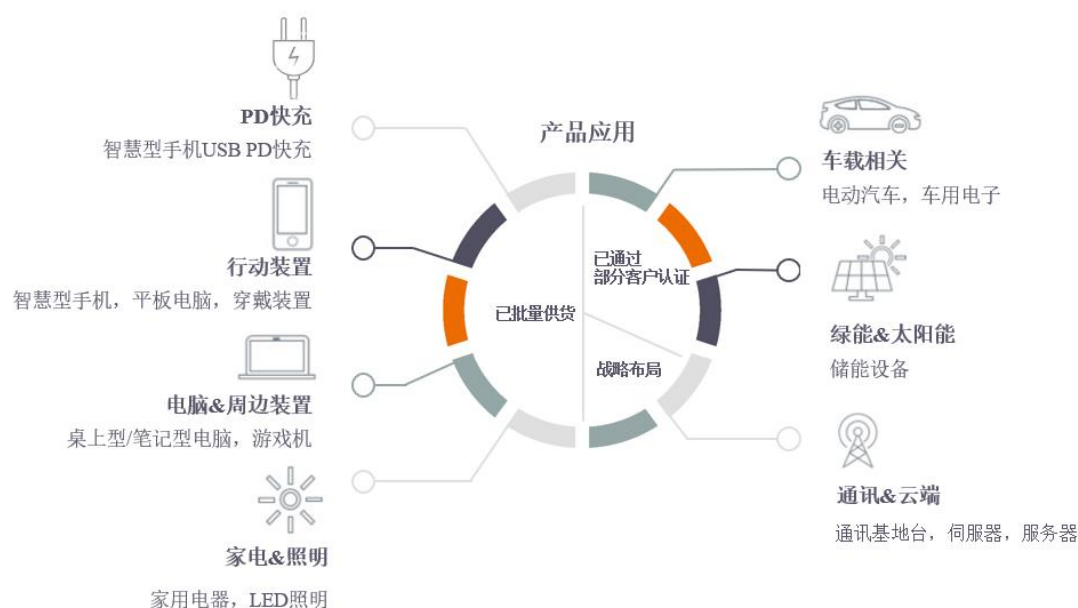 产品应用
PD快充
智慧型手机USB PD快充
行动装置
智慧型手机，平板电脑，穿戴装置
电脑&周边装置
桌上型/笔记型电脑，游戏机
家电&照明
家用电器，LED照明
已批量供货
已通过
部分客户认证
战略布局
车载相关
电动汽车，车用电子
绿能&太阳能
储能设备
通讯&云端
通讯基地台，伺服器，服务器